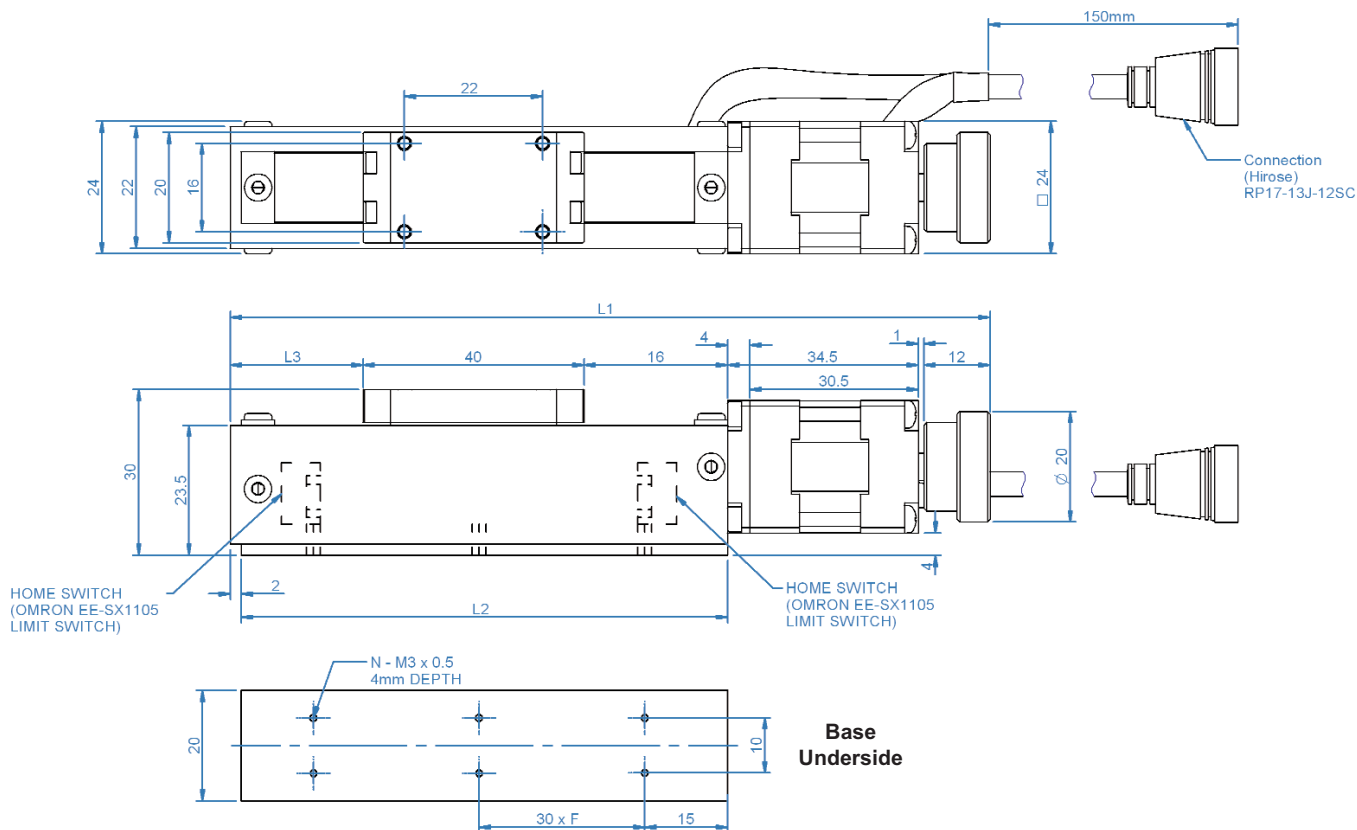 150mm
22
24
22
20
16
□ 24
Connection
(Hirose)
RP17-13J-12SC
L1
L3
40
16
4
34.5
1
12
30.5
30
23.5
Ø 20
4
2
HOME SWITCH
(OMRON EE-SX1105
LIMIT SWITCH)
L2
HOME SWITCH
(OMRON EE-SX1105
LIMIT SWITCH)
N - M3 x 0.5
4mm DEPTH
20
10
Base
Underside
30 x F
15